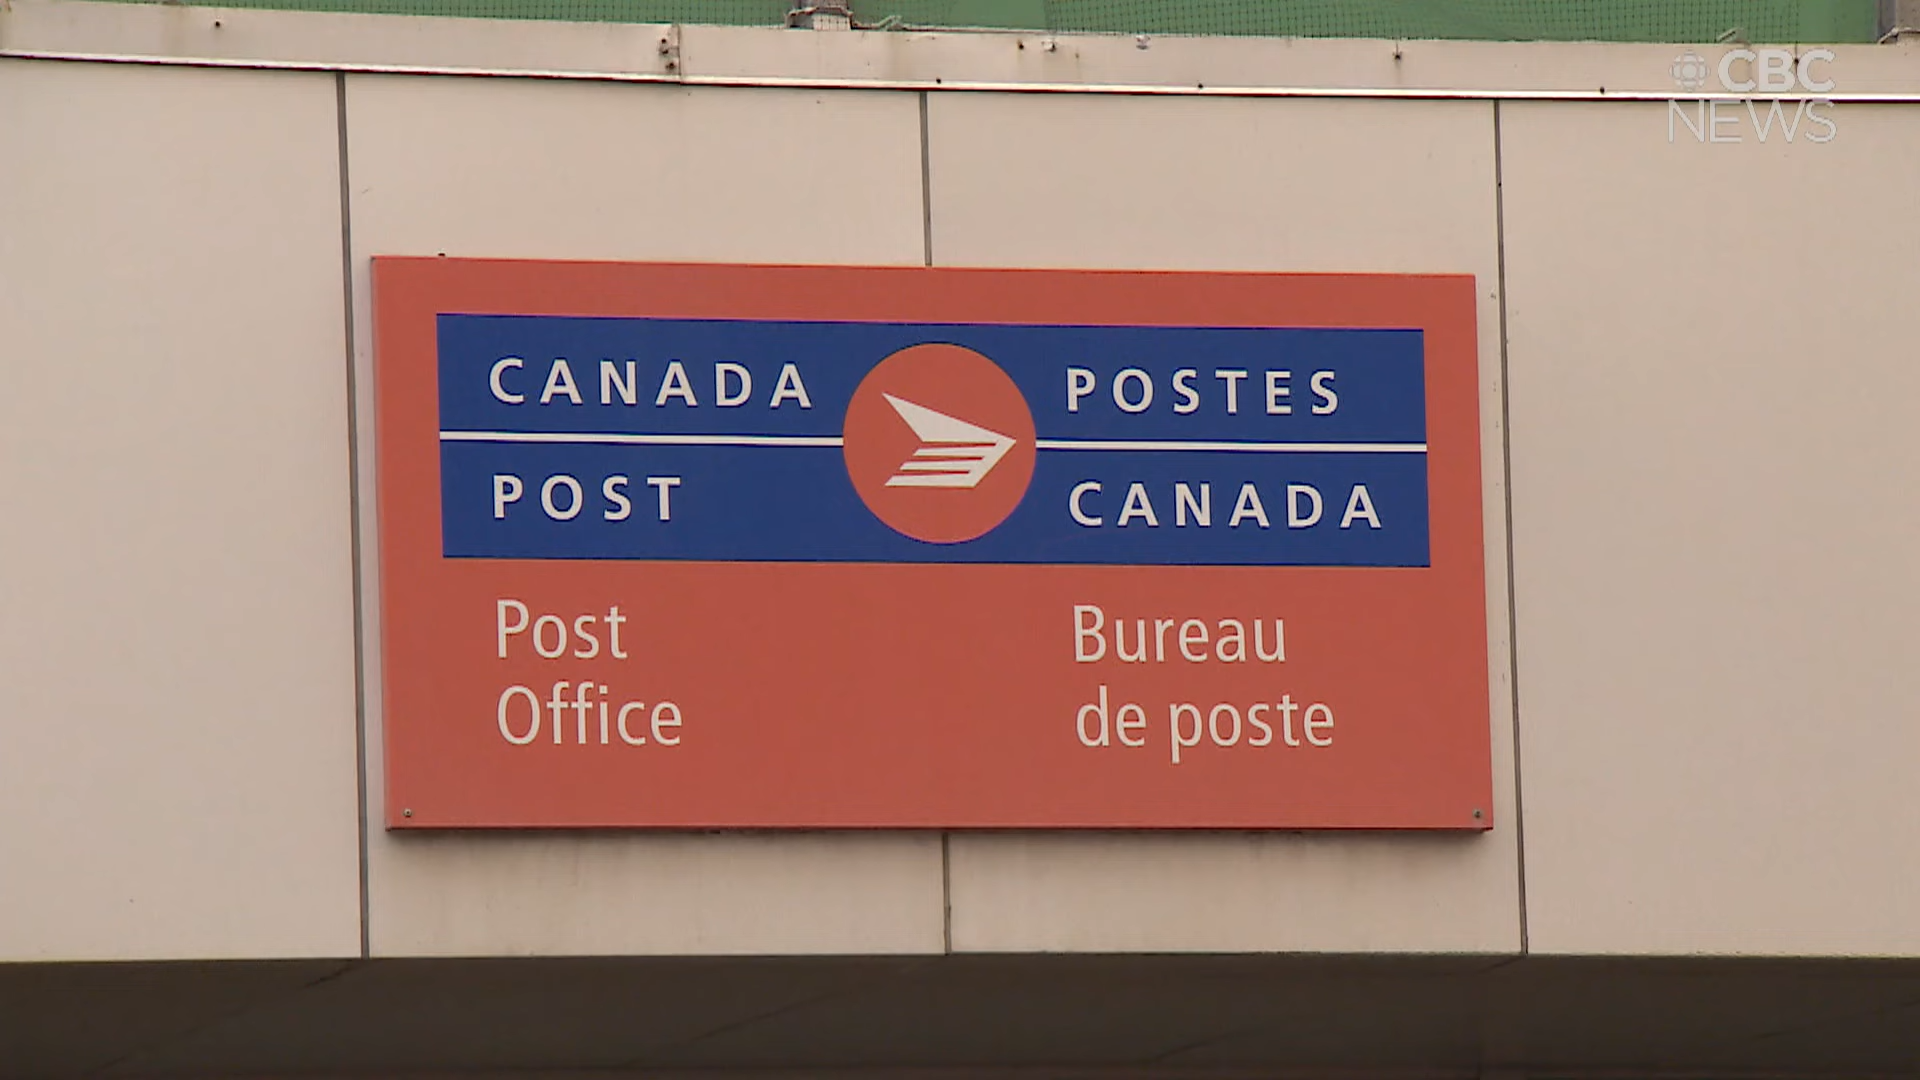 CBC
NEWS
CANADA
POST
POSTES
CANADA
Post
Office
Bureau
de poste